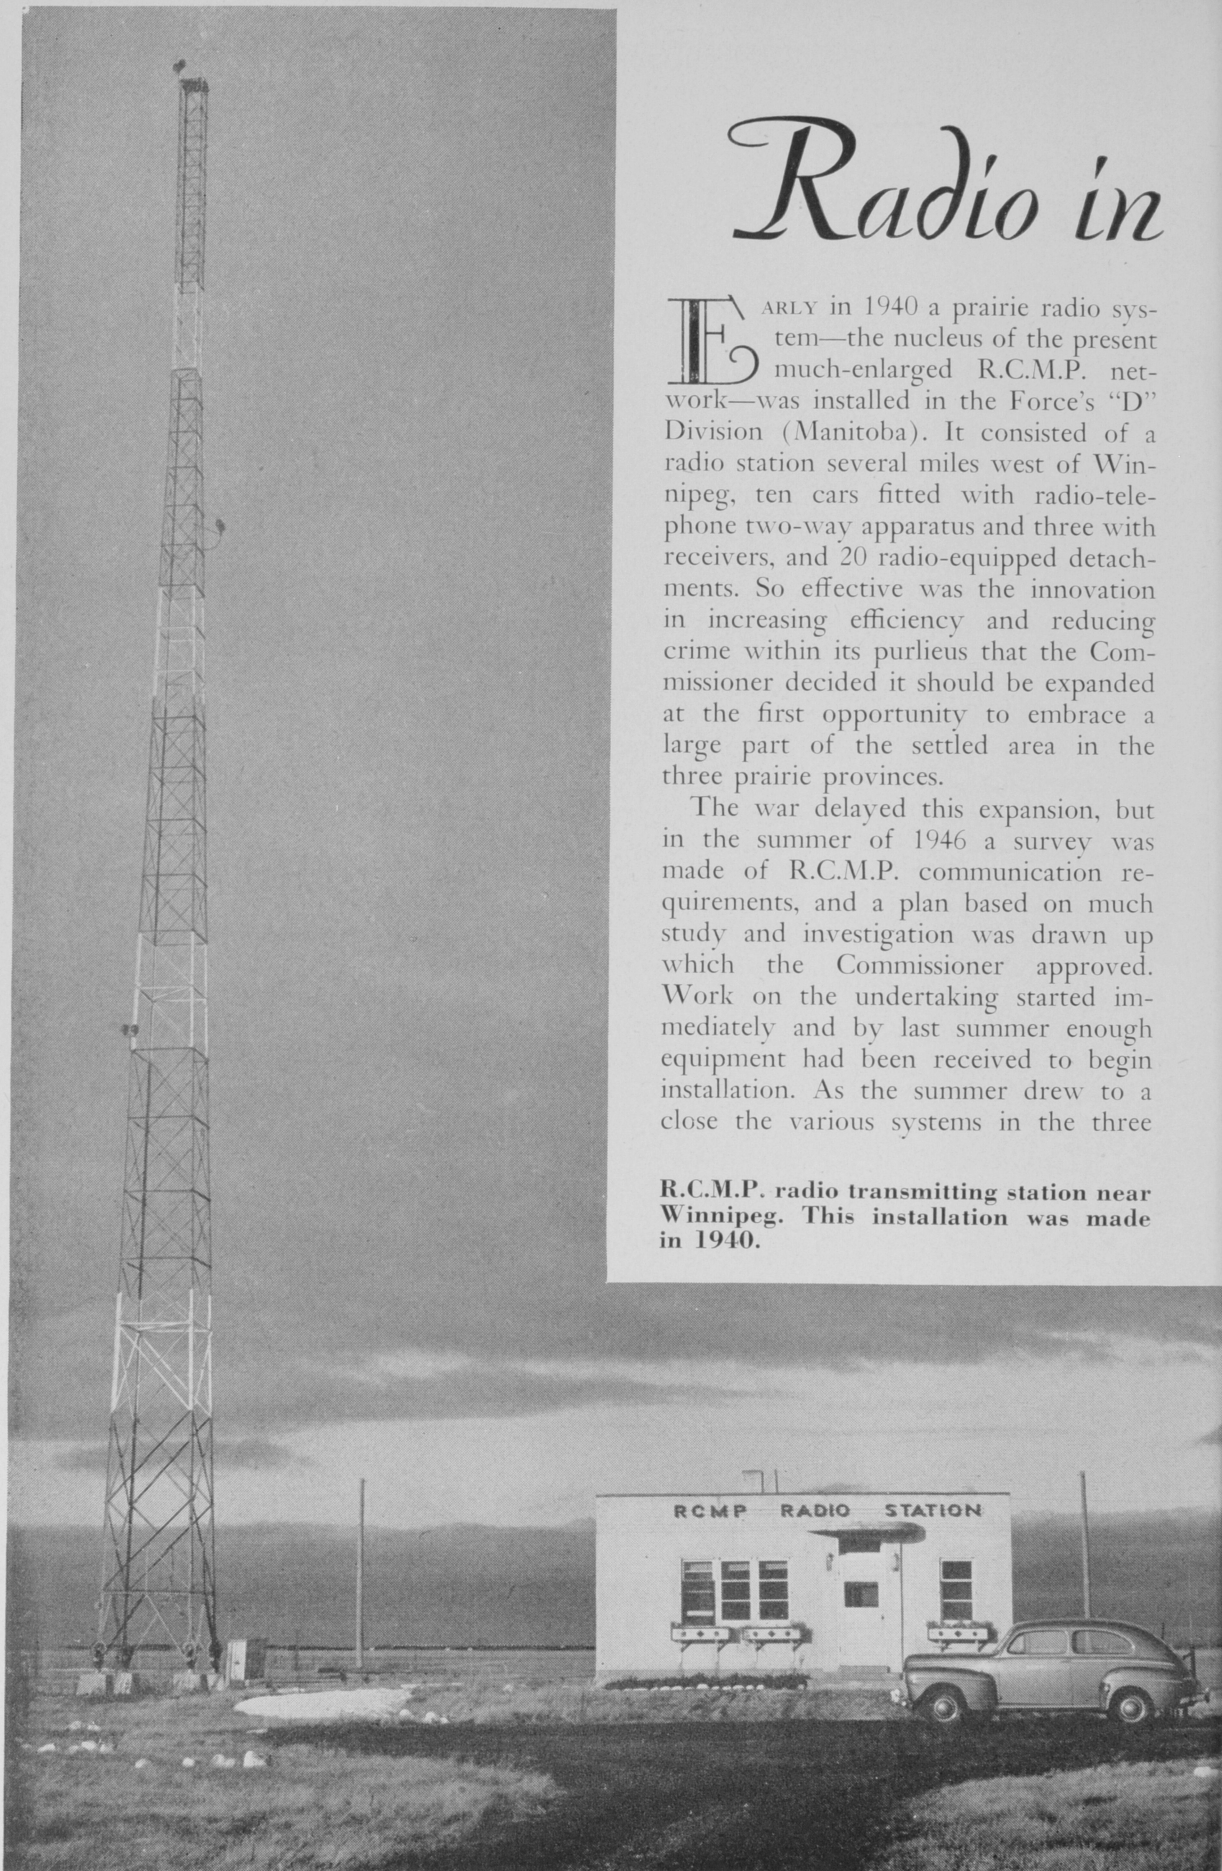 Radio in
EARLY in 1940 a prairie radio sys-
tem—the nucleus of the present
much-enlarged R.C.M.P. net-
work—was installed in the Force's “D”
Division (Manitoba). It consisted of a
radio station several miles west of Win-
nipeg, ten cars fitted with radio-tele-
phone two-way apparatus and three with
receivers, and 20 radio-equipped detach-
ments. So effective was the innovation
in increasing efficiency and reducing
crime within its purlieus that the Com-
missioner decided it should be expanded
at the first opportunity to embrace a
large part of the settled area in the
three prairie provinces.
The war delayed this expansion, but
in the summer of 1946 a survey was
made of R.C.M.P. communication re-
quirements, and a plan based on much
study and investigation was drawn up
which the Commissioner approved.
Work on the undertaking started im-
mediately and by last summer enough
equipment had been received to begin
installation. As the summer drew to a
close the various systems in the three
R.C.M.P. radio transmitting station near
Winnipeg. This installation was made
in 1940.
RCMP RADIO STATION